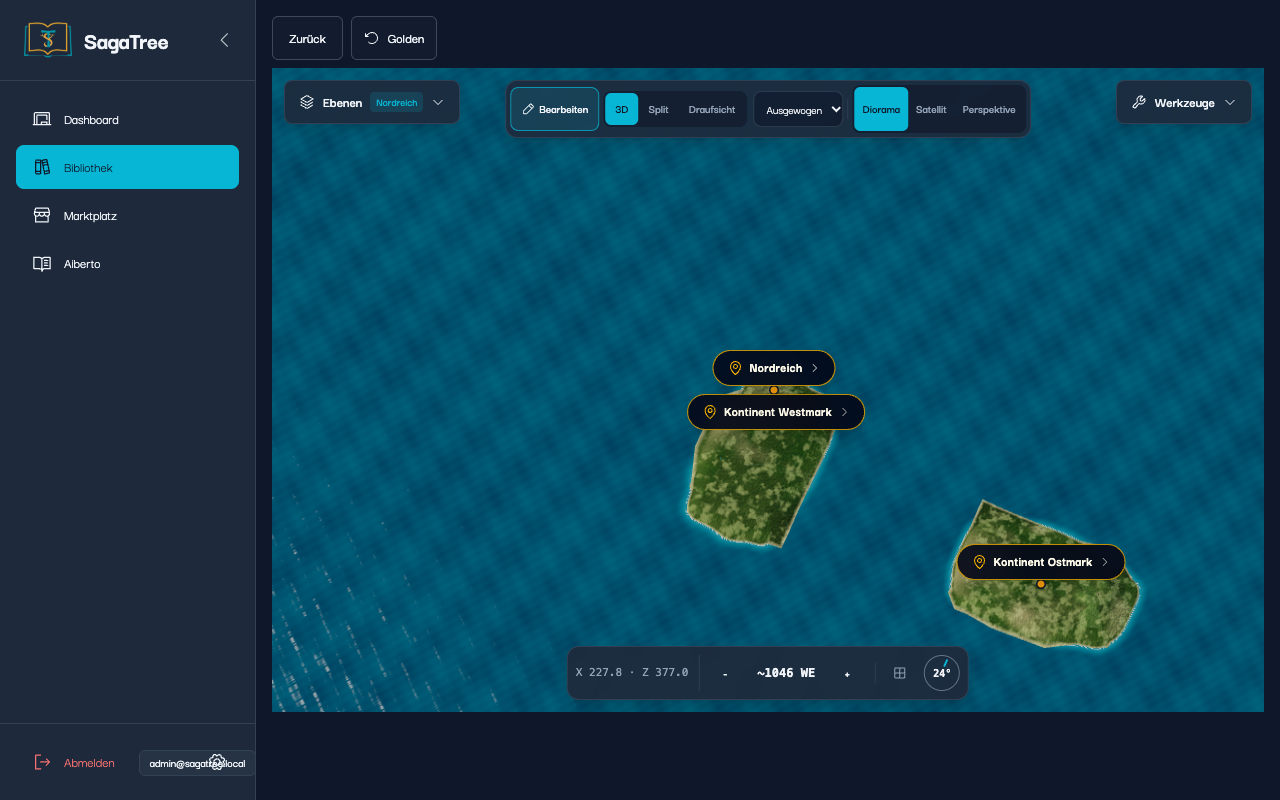 SagaTree
Zurück
Golden
Dashboard
Bibliothek
Marktplatz
Aiberto
Ebenen Nordreich
Bearbeiten
3D Split Draufsicht
Ausgewogen
Diorama Satellit Perspektive
Werkzeuge
Nordreich
Kontinent Westmark
Kontinent Ostmark
X 227.8 · Z 377.0
- ~1046 WE +
24°
Abmelden